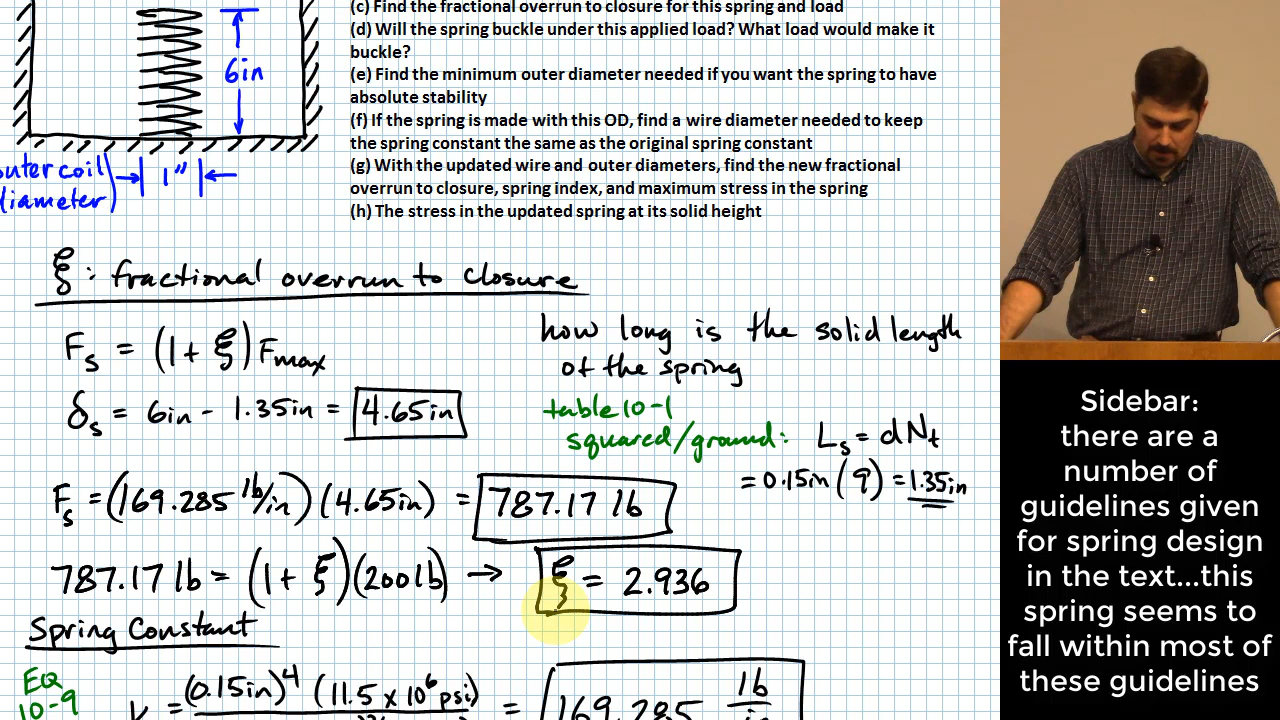 (c) Find the fractional overrun to closure for this spring and load
(d) Will the spring buckle under this applied load? What load would make it
buckle?
(e) Find the minimum outer diameter needed if you want the spring to have
absolute stability
(f) If the spring is made with this OD, find a wire diameter needed to keep
the spring constant the same as the original spring constant
(g) With the updated wire and outer diameters, find the new fractional
overrun to closure, spring index, and maximum stress in the spring
(h) The stress in the updated spring at its solid height
6in
outer coil
diameter
1"
ξ: fractional overrun to closure
F_s = (1 + ξ) F_max
δ_s = 6in - 1.35in = 4.65in
how long is the solid length
of the spring
table 10-1
squared/ground: L_s = d N_t
= 0.15in (9) = 1.35in
F_s = (169.285 lb/in)(4.65in) = 787.17 lb
787.17 lb = (1 + ξ)(200 lb) → ξ = 2.936
Spring Constant
EQ
10-9
k = (0.15in)^4 (11.5 x 10^6 psi) = 169.285 lb/in
Sidebar:
there are a
number of
guidelines given
for spring design
in the text...this
spring seems to
fall within most of
these guidelines